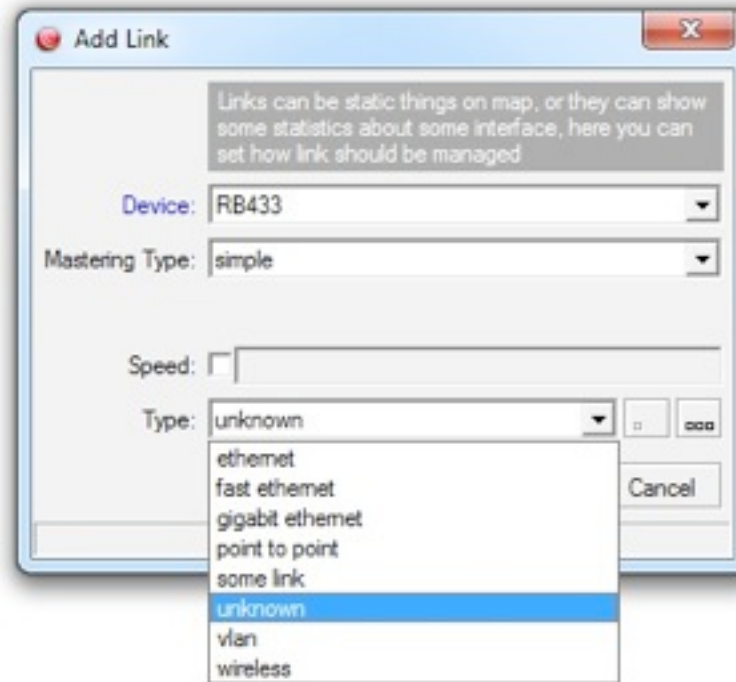 Add Link
Links can be static things on map, or they can show
some statistics about some interface, here you can
set how link should be managed
Device: RB433
Mastering Type: simple
Speed:
Type: unknown
ethernet
fast ethernet
gigabit ethernet
point to point
some link
unknown
vlan
wireless
Cancel